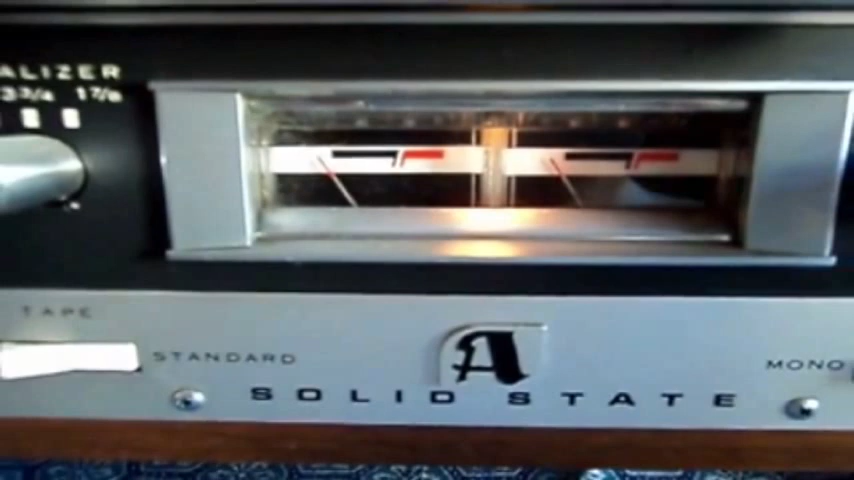 ALIZER
3¾ 1⅞
TAPE
STANDARD
A
MONO
SOLID STATE